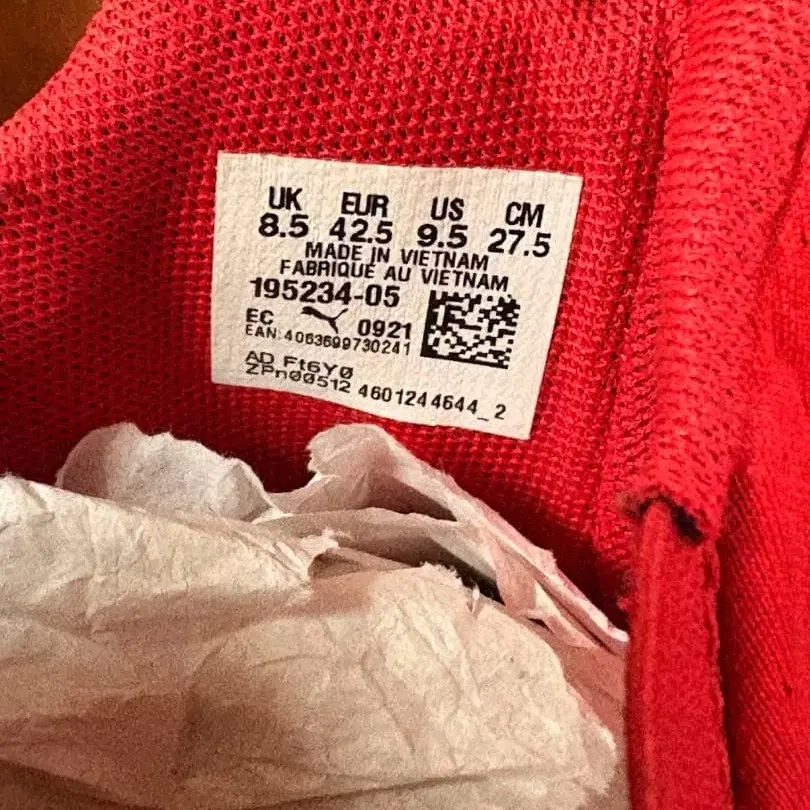 UK EUR US CM
8.5 42.5 9.5 27.5
MADE IN VIETNAM
FABRIQUÉ AU VIETNAM
195234-05
EC 0921
EAN:4063699730241
AD Ft6Y0
ZPn00512 4601244644_2